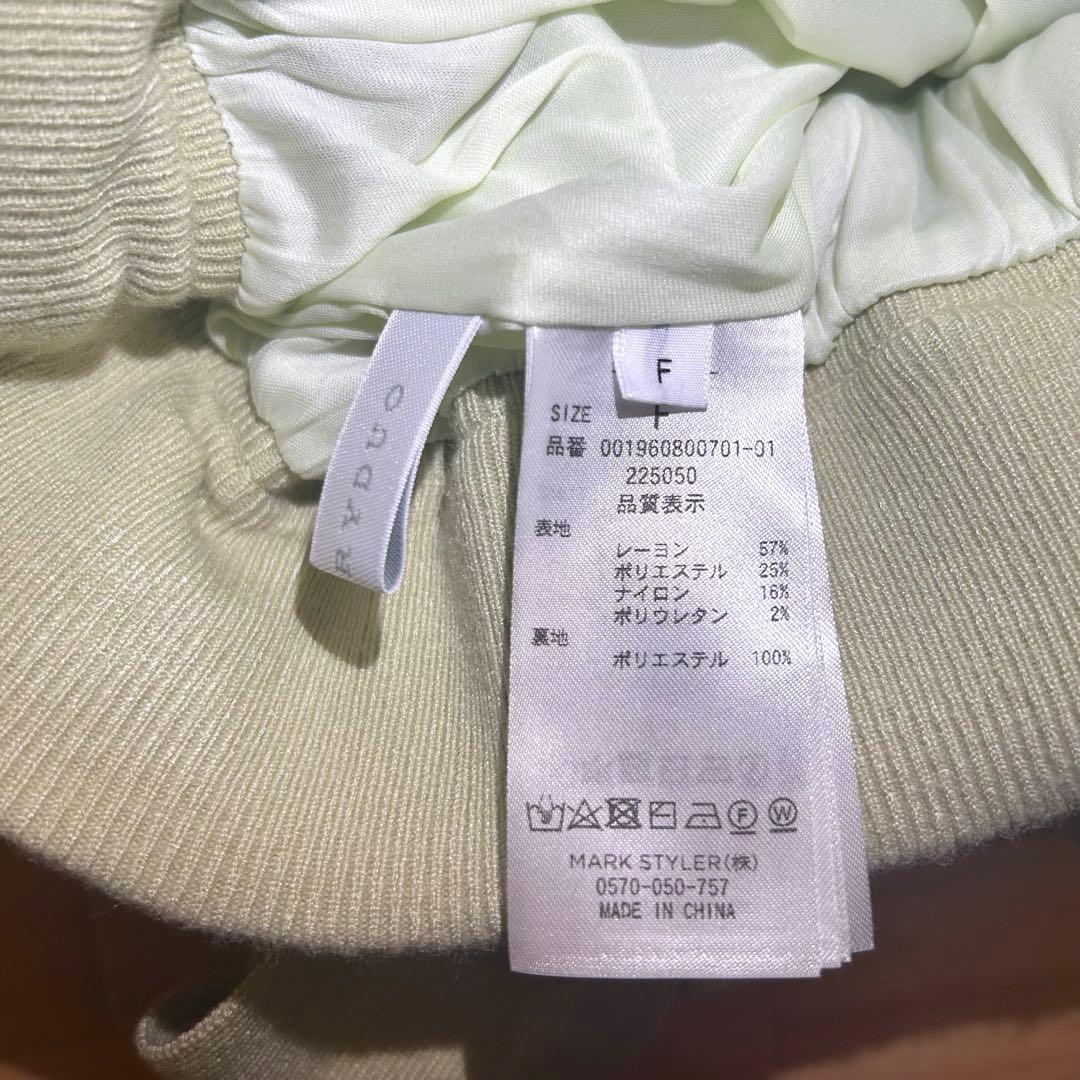 RYDUO
F
SIZE F
品番 001960800701-01
225050
品質表示
表地
レーヨン 57%
ポリエステル 25%
ナイロン 16%
ポリウレタン 2%
裏地
ポリエステル 100%
F W
MARK STYLER(株)
0570-050-757
MADE IN CHINA